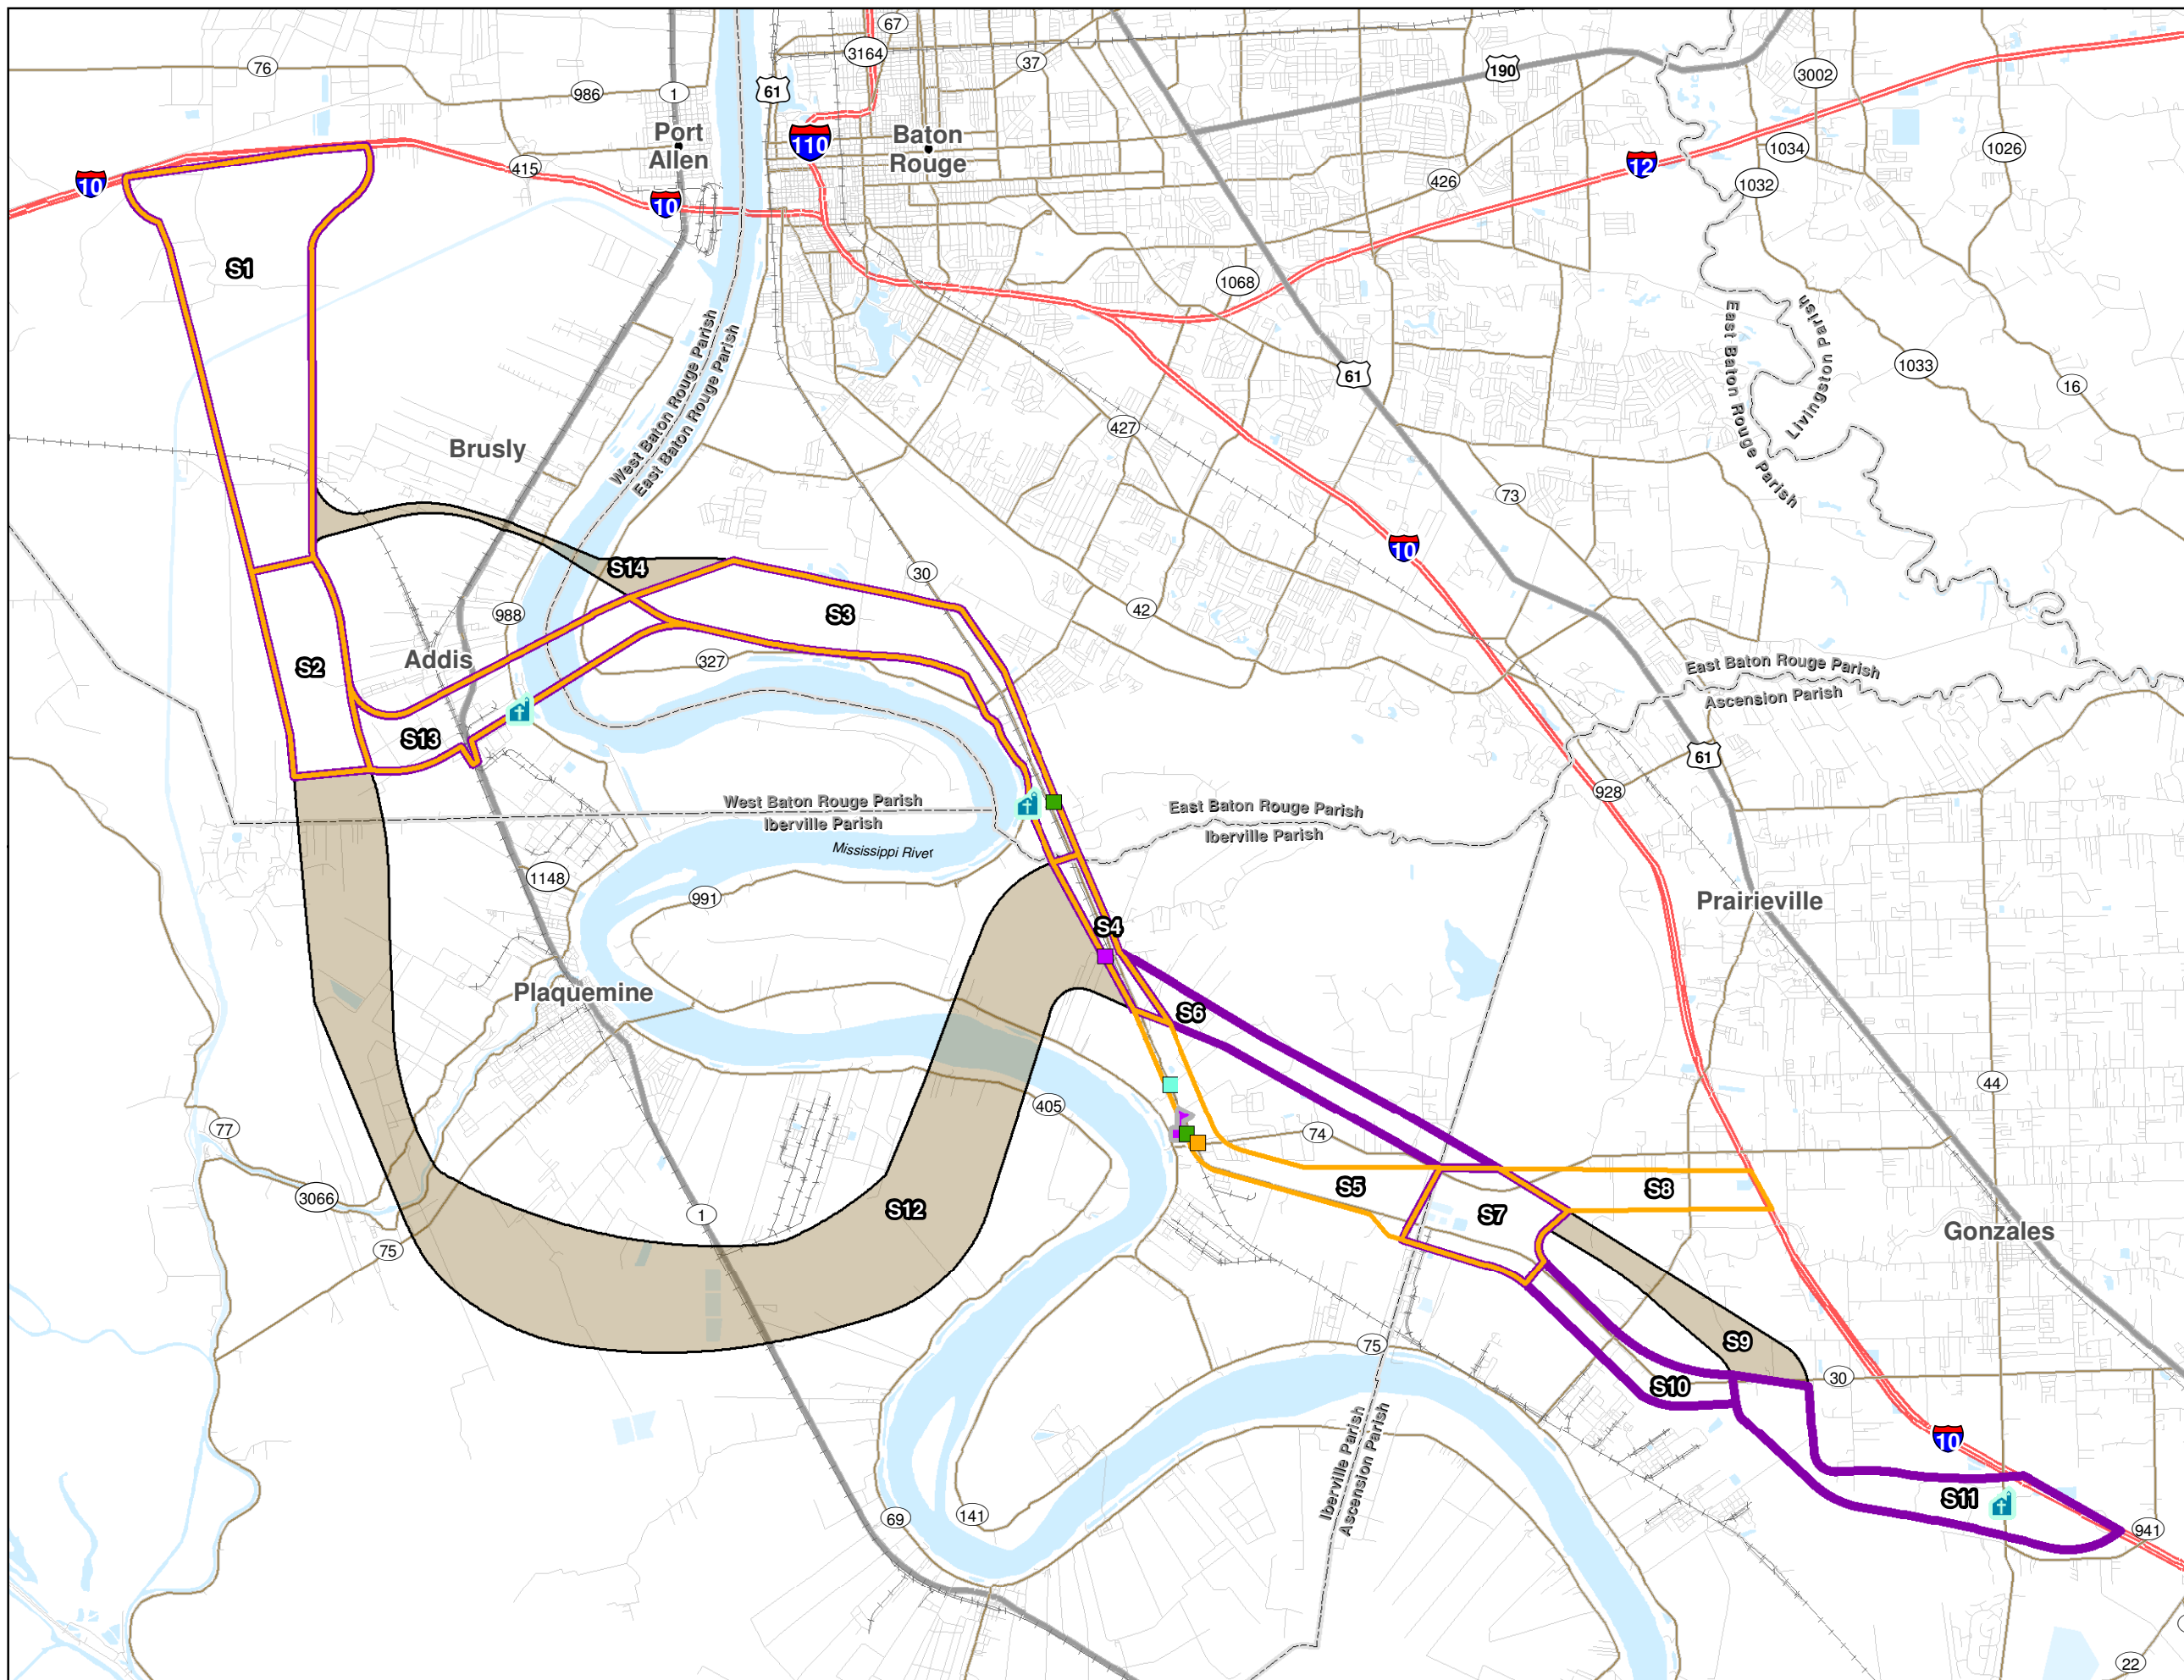 67
3164
37
76
986
1
61
190
3002
Port
Allen
110
Baton
Rouge
1034
1026
415
12
10
426
1032
10
S1
1068
West Baton Rouge Parish
East Baton Rouge Parish
East Baton Rouge Parish
Livingston Parish
61
1033
16
427
Brusly
73
10
S14
30
988
S3
42
327
Addis
S2
East Baton Rouge Parish
Ascension Parish
S13
61
928
West Baton Rouge Parish
Iberville Parish
East Baton Rouge Parish
Iberville Parish
Mississippi River
1148
991
Prairieville
S4
Plaquemine
S6
44
405
77
74
3066
S5
S8
S12
1
S7
Gonzales
75
75
S9
30
S10
10
Iberville Parish
Ascension Parish
S11
69
141
941
22